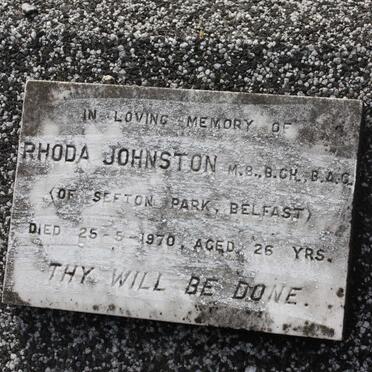 IN LOVING MEMORY OF
RHODA JOHNSTON M.B., B.CH., B.A.O.
(OF SEFTON PARK, BELFAST)
DIED 25-5-1970, AGED 26 YRS.
THY WILL BE DONE.